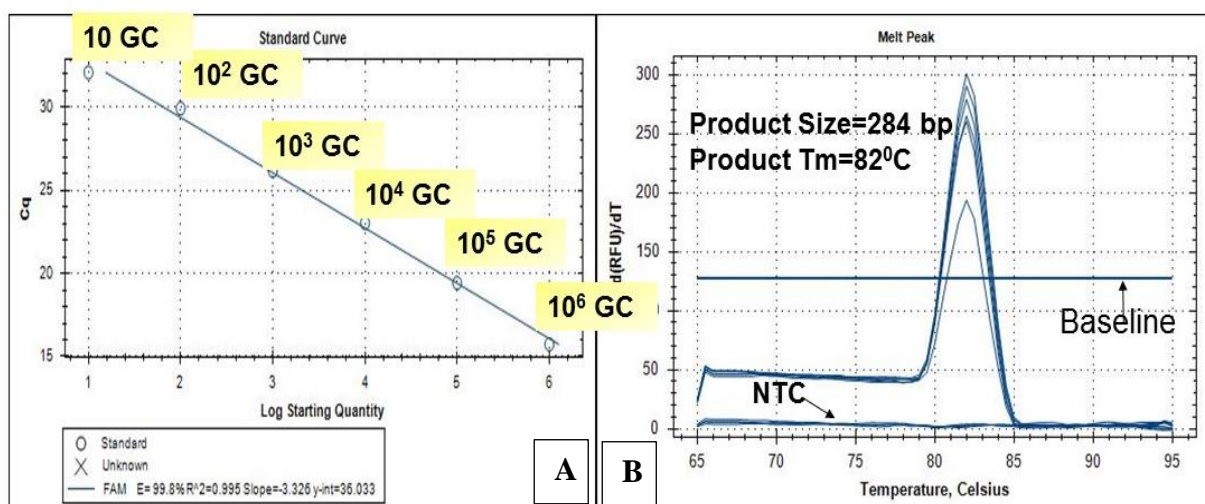 Standard Curve
10 GC
10² GC
10³ GC
10⁴ GC
10⁵ GC
10⁶ GC
Cq
30
25
20
15
1 2 3 4 5 6
Log Starting Quantity
Standard
Unknown
FAM E= 99.8% R^2=0.995 Slope=-3.326 y-int=36.033
A
B
Melt Peak
Product Size=284 bp
Product Tm=82⁰C
d(RFU)/dT
300
250
200
150
50
0
Baseline
NTC
65 70 75 80 85 90 95
Temperature, Celsius